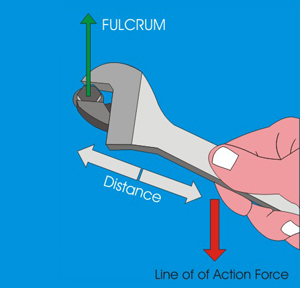 FULCRUM
Distance
Line of of Action Force